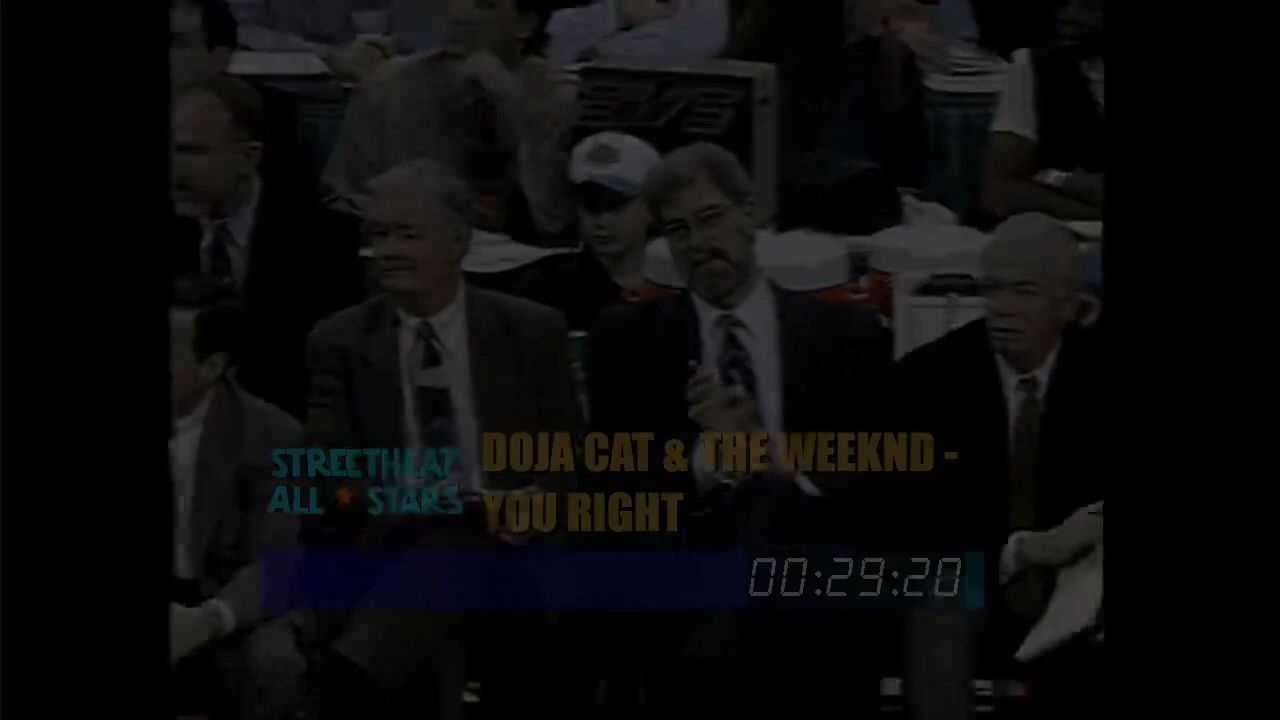 STREETHEAT
ALL ★ STARS
DOJA CAT & THE WEEKND -
YOU RIGHT
00:29:20